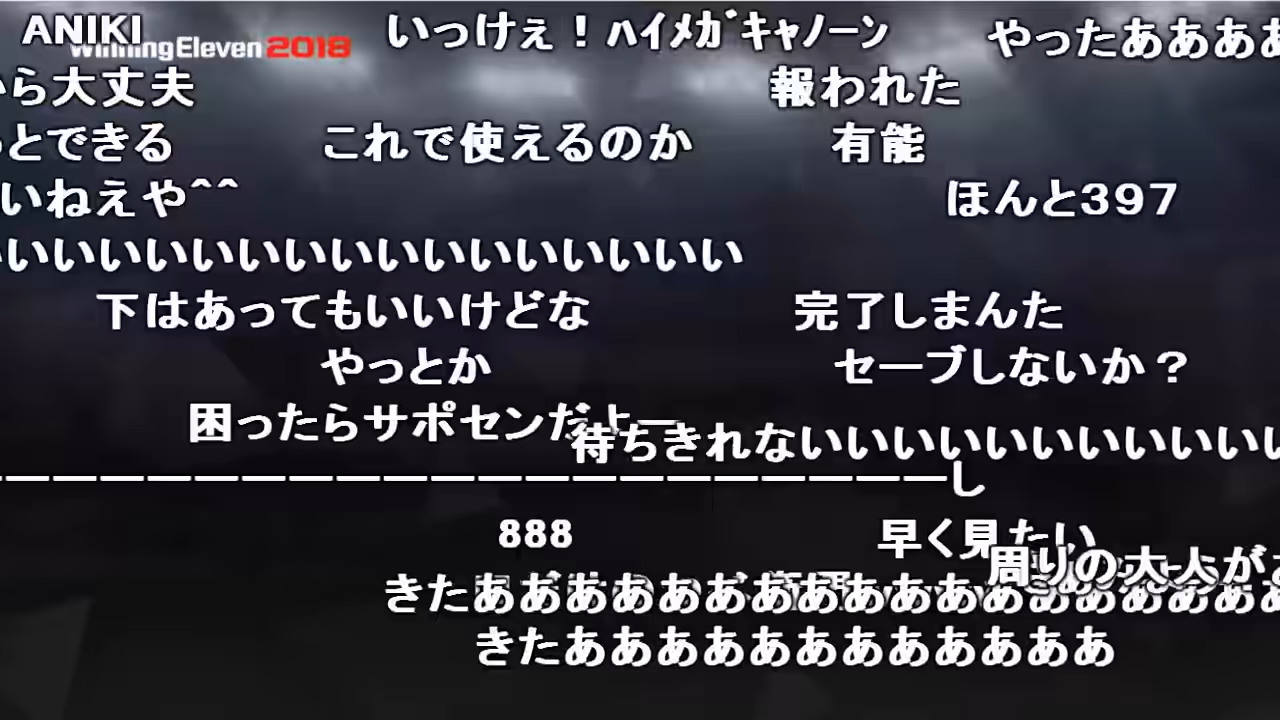 ANIKI
いっけぇ！ﾊｲﾒｶﾞｷｬﾉｰﾝ
やったああああ
Winning Eleven 2018
から大丈夫
報われた
っとできる
これで使えるのか
有能
いねえや^^
ほんと397
いいいいいいいいいいいいいいいい
下はあってもいいけどな
完了しまんた
やっとか
セーブしないか？
困ったらサポセンだよー
待ちきれないいいいいいいいいいい
ーーーーーーーーーーーーーーーーーーーーし
888
早く見たい
周りの大人がよ
きたああああああああああああああああああ
きたああああああああああああ